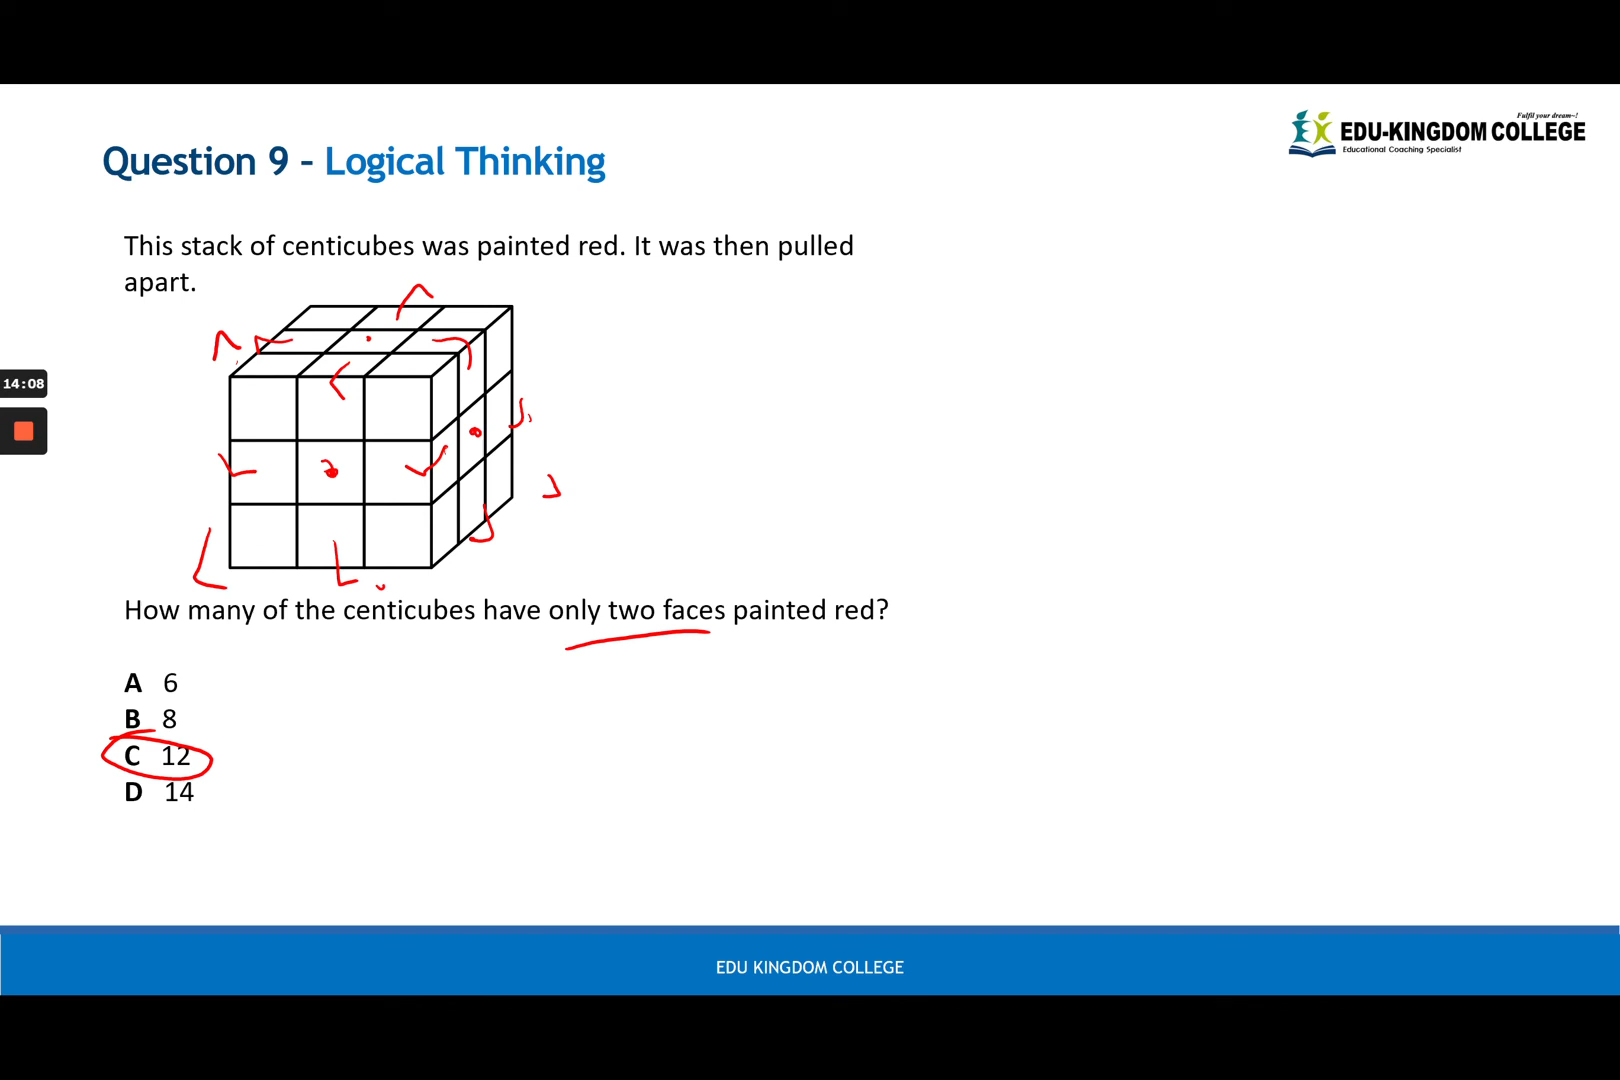 Fulfil your dream~!
EDU-KINGDOM COLLEGE
Educational Coaching Specialist
Question 9 - Logical Thinking
This stack of centicubes was painted red. It was then pulled
apart.
14:08
How many of the centicubes have only two faces painted red?
A 6
B 8
C 12
D 14
EDU KINGDOM COLLEGE